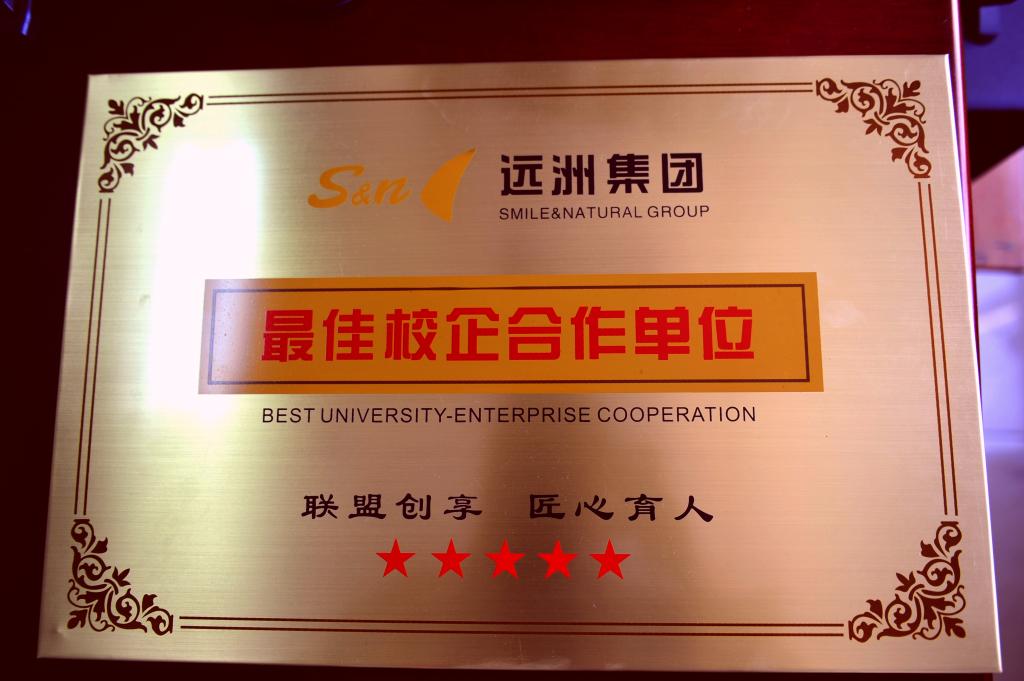 S&n 远洲集团
SMILE&NATURAL GROUP
最佳校企合作单位
BEST UNIVERSITY-ENTERPRISE COOPERATION
联盟创享 匠心育人